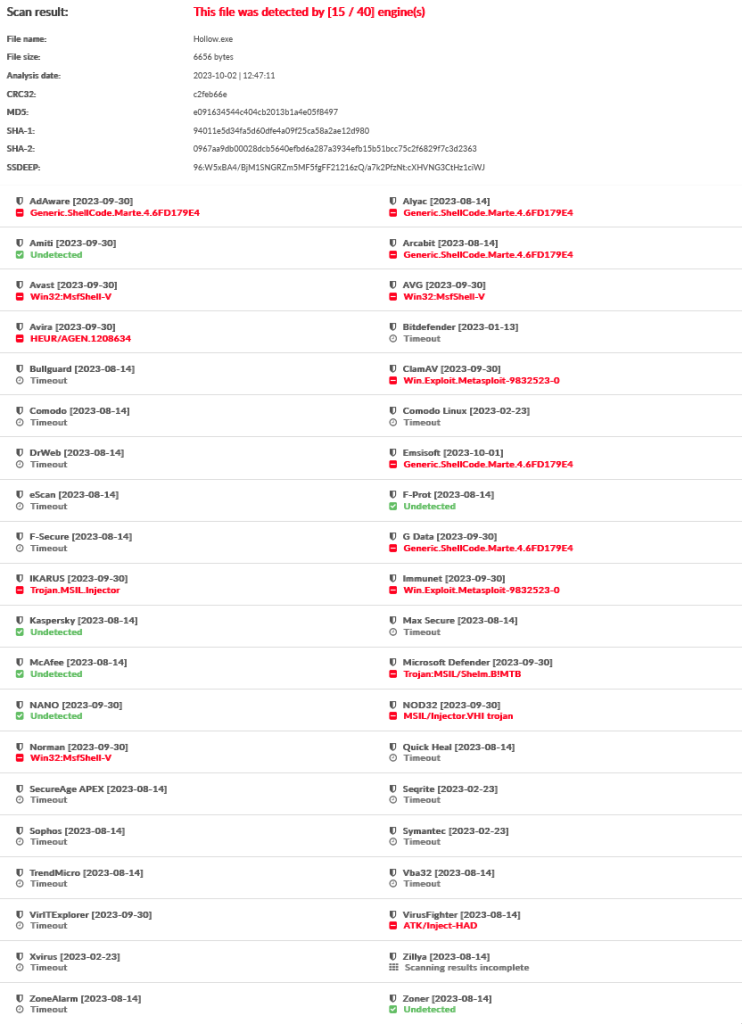 Scan result: This file was detected by [15 / 40] engine(s)
File name: Hollow.exe
File size: 6656 bytes
Analysis date: 2023-10-02 | 12:47:11
CRC32: c2feb66e
MD5: e091634544c404cb2013b1a4e05f8497
SHA-1: 94011e5d34fa5d60dfe4a09f25ca58a2ae12d980
SHA-2: 0967aa9db00028dcb5640efbd6a287a3934efb15b51bcc75c2f6829f7c3d2363
SSDEEP: 96:W5xBA4/BjM1SNGRZm5MF5fgFF21216zQ/a7k2PfzNt:cXHVNG3CtHz1ciWJ
AdAware [2023-09-30] Alyac [2023-08-14]
Generic.ShellCode.Marte.4.6FD179E4 Generic.ShellCode.Marte.4.6FD179E4
Amiti [2023-09-30] Arcabit [2023-08-14]
Undetected Generic.ShellCode.Marte.4.6FD179E4
Avast [2023-09-30] AVG [2023-09-30]
Win32:MsfShell-V Win32:MsfShell-V
Avira [2023-09-30] Bitdefender [2023-01-13]
HEUR/AGEN.1208634 Timeout
Bullguard [2023-08-14] ClamAV [2023-09-30]
Timeout Win.Exploit.Metasploit-9832523-0
Comodo [2023-08-14] Comodo Linux [2023-02-23]
Timeout Timeout
DrWeb [2023-08-14] Emsisoft [2023-10-01]
Timeout Generic.ShellCode.Marte.4.6FD179E4
eScan [2023-08-14] F-Prot [2023-08-14]
Timeout Undetected
F-Secure [2023-08-14] G Data [2023-09-30]
Timeout Generic.ShellCode.Marte.4.6FD179E4
IKARUS [2023-09-30] Immunet [2023-09-30]
Trojan.MSIL.Injector Win.Exploit.Metasploit-9832523-0
Kaspersky [2023-08-14] Max Secure [2023-08-14]
Undetected Timeout
McAfee [2023-08-14] Microsoft Defender [2023-09-30]
Undetected Trojan:MSIL/Shelm.B!MTB
NANO [2023-09-30] NOD32 [2023-09-30]
Undetected MSIL/Injector.VHI trojan
Norman [2023-09-30] Quick Heal [2023-08-14]
Win32:MsfShell-V Timeout
SecureAge APEX [2023-08-14] Seqrite [2023-02-23]
Timeout Timeout
Sophos [2023-08-14] Symantec [2023-02-23]
Timeout Timeout
TrendMicro [2023-08-14] Vba32 [2023-08-14]
Timeout Timeout
VirITExplorer [2023-09-30] VirusFighter [2023-08-14]
Timeout ATK/Inject-HAD
Xvirus [2023-02-23] Zillya [2023-08-14]
Timeout Scanning results incomplete
ZoneAlarm [2023-08-14] Zoner [2023-08-14]
Timeout Undetected